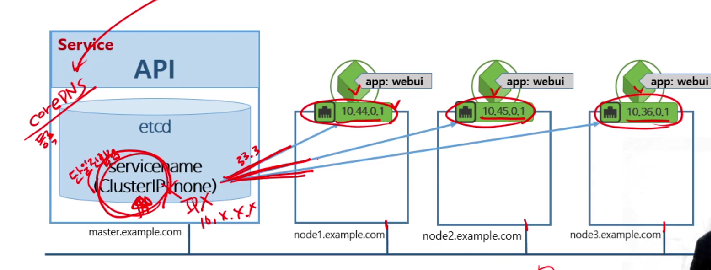 Service
API
coreDNS
etcd
servicename
(ClusterIP none)
33.3
10.x.x.x
master.example.com
app: webui
10,44,0,1
node1.example.com
app: webui
10,45,0,1
node2.example.com
app: webui
10,36,0,1
node3.example.com